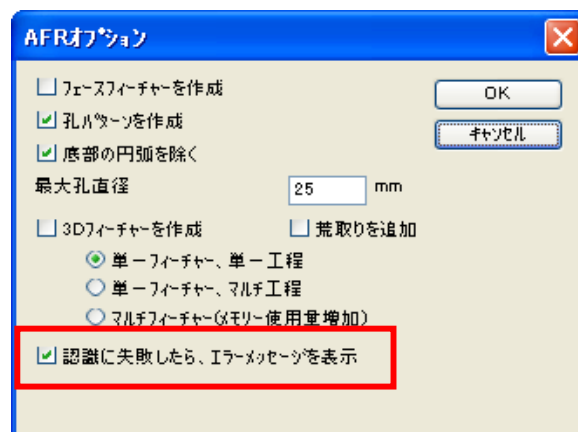 AFRｵﾌﾟｼｮﾝ
ﾌｪｰｽﾌｨｰﾁｬｰを作成
OK
孔ﾊﾟﾀｰﾝを作成
ｷｬﾝｾﾙ
底部の円弧を除く
最大孔直径 25 mm
3Dﾌｨｰﾁｬｰを作成 荒取りを追加
単一ﾌｨｰﾁｬｰ、単一工程
単一ﾌｨｰﾁｬｰ、ﾏﾙﾁ工程
ﾏﾙﾁﾌｨｰﾁｬｰ(ﾒﾓﾘｰ使用量増加)
認識に失敗したら、ｴﾗｰﾒｯｾｰｼﾞを表示